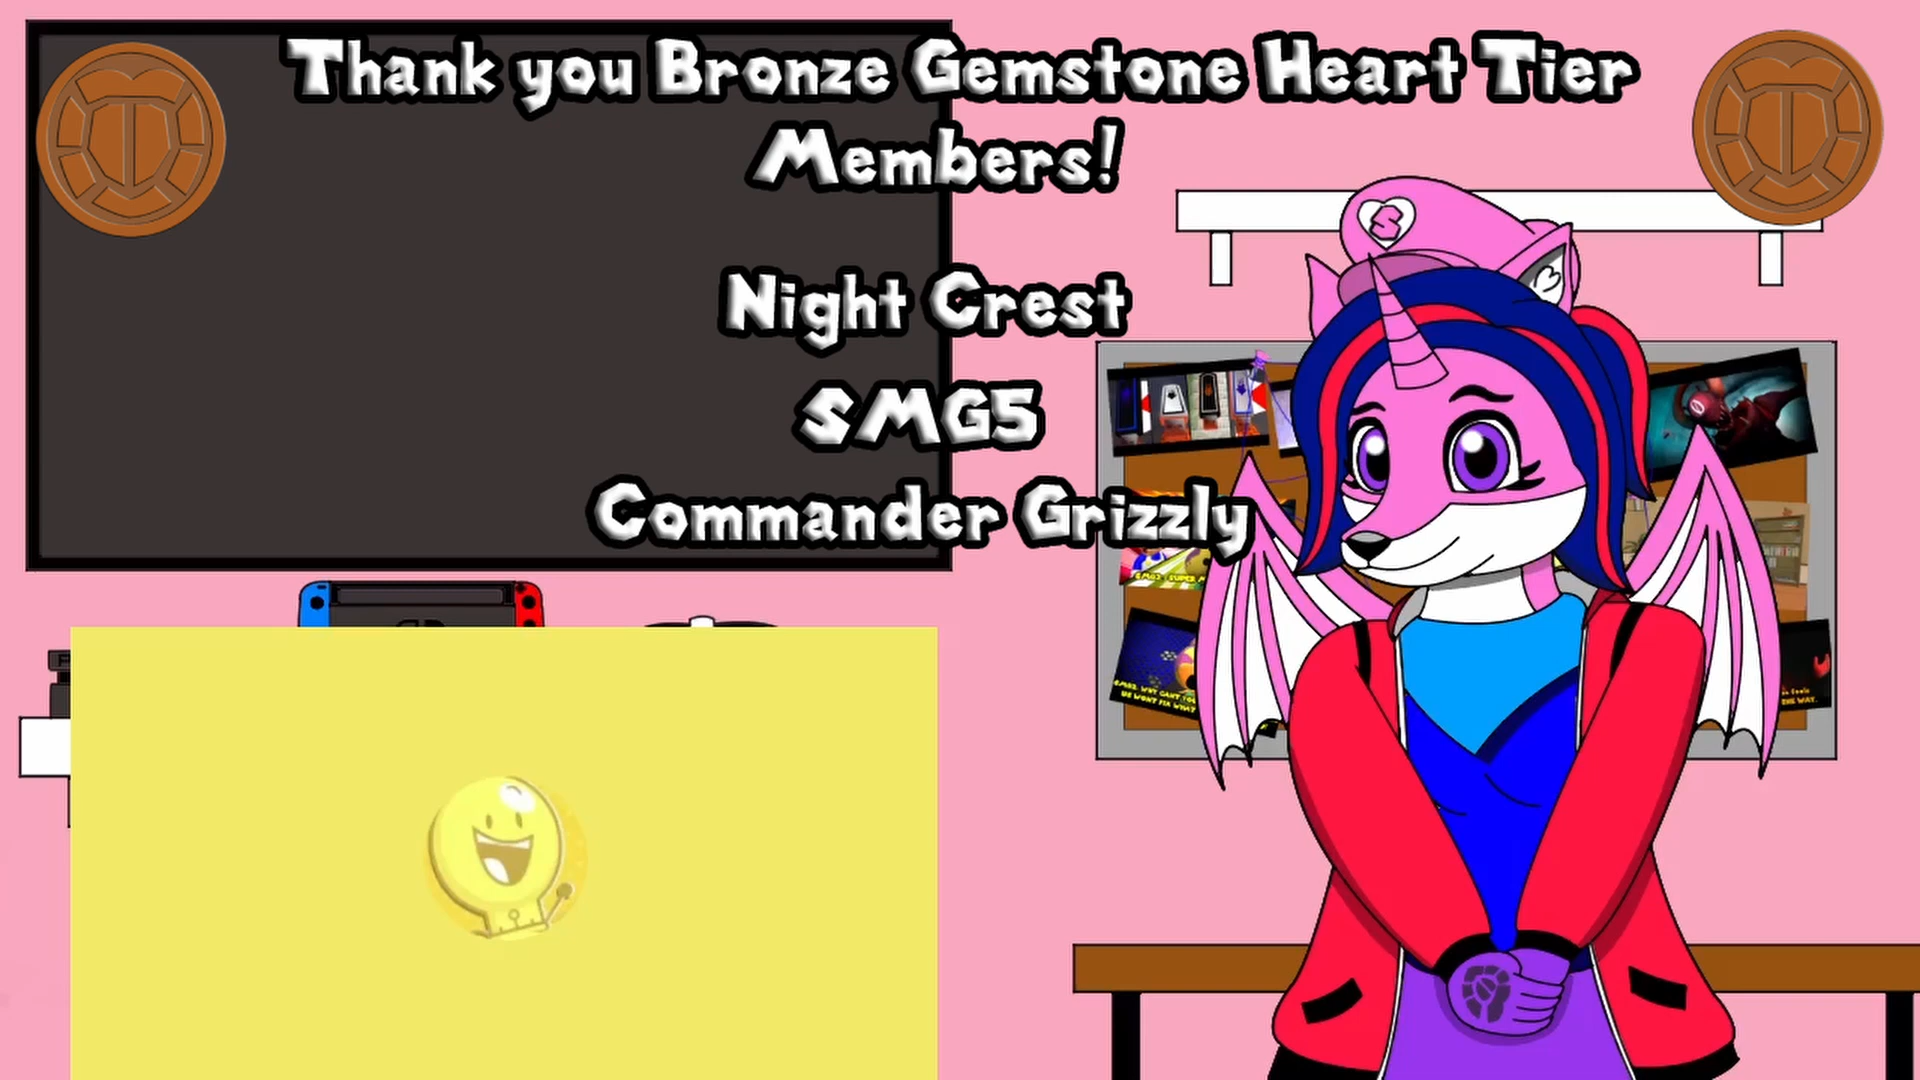 Thank you Bronze Gemstone Heart Tier
Members!
Night Crest
SMG5
Commander Grizzly
S